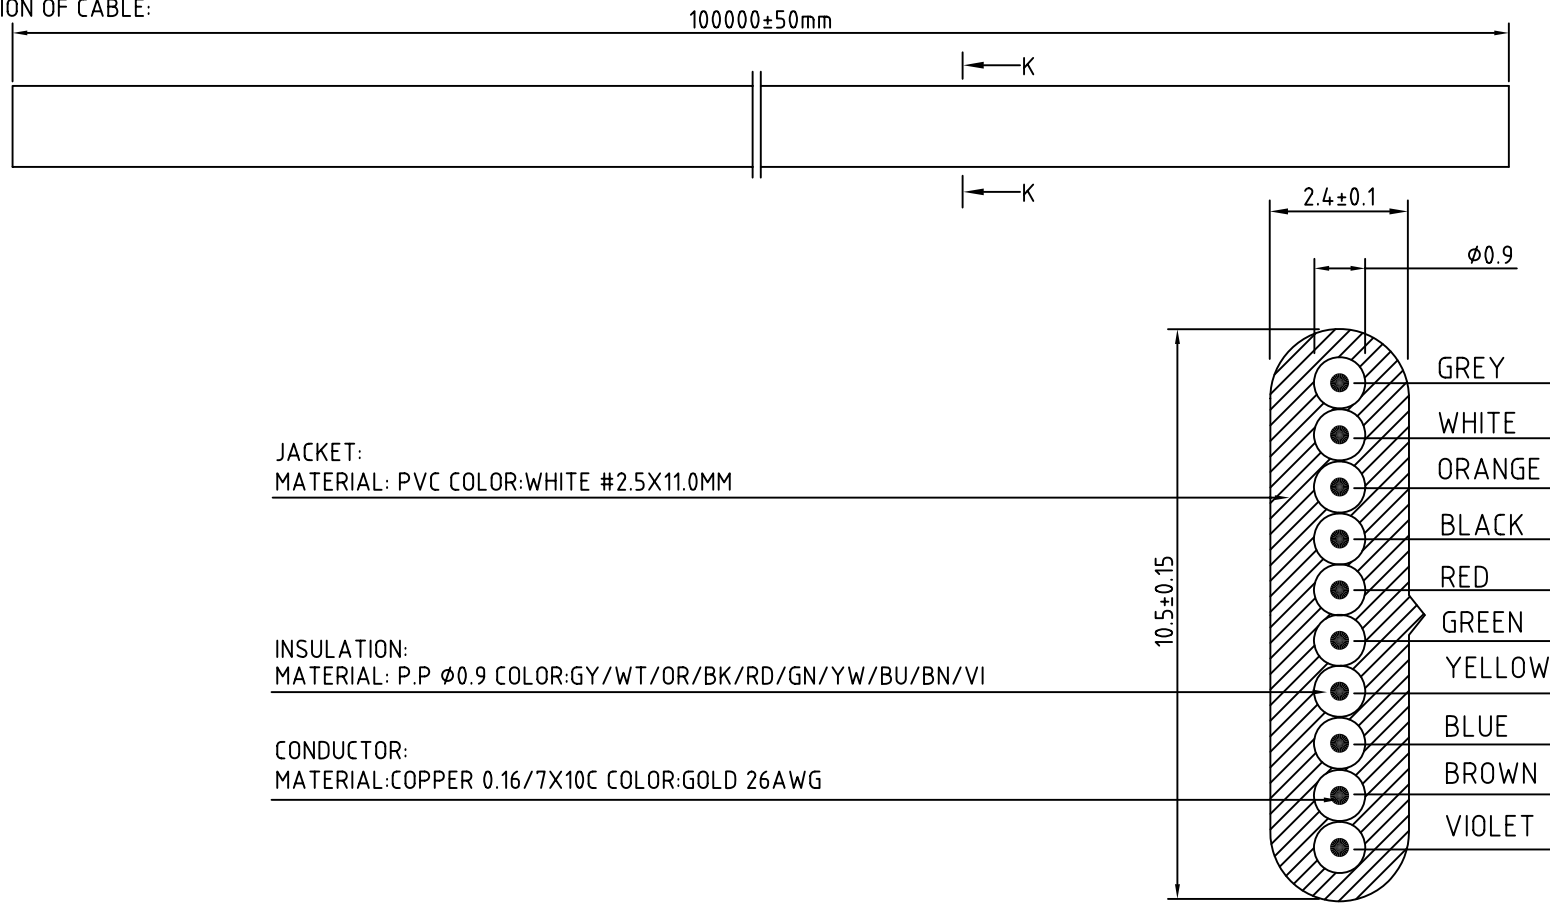 ION OF CABLE:
100000±50mm
K
K
2.4±0.1
Ø0.9
GREY
WHITE
JACKET:
MATERIAL: PVC COLOR:WHITE #2.5X11.0MM
ORANGE
BLACK
10.5±0.15
RED
GREEN
INSULATION:
MATERIAL: P.P Ø0.9 COLOR:GY/WT/OR/BK/RD/GN/YW/BU/BN/VI
YELLOW
BLUE
CONDUCTOR:
MATERIAL:COPPER 0.16/7X10C COLOR:GOLD 26AWG
BROWN
VIOLET